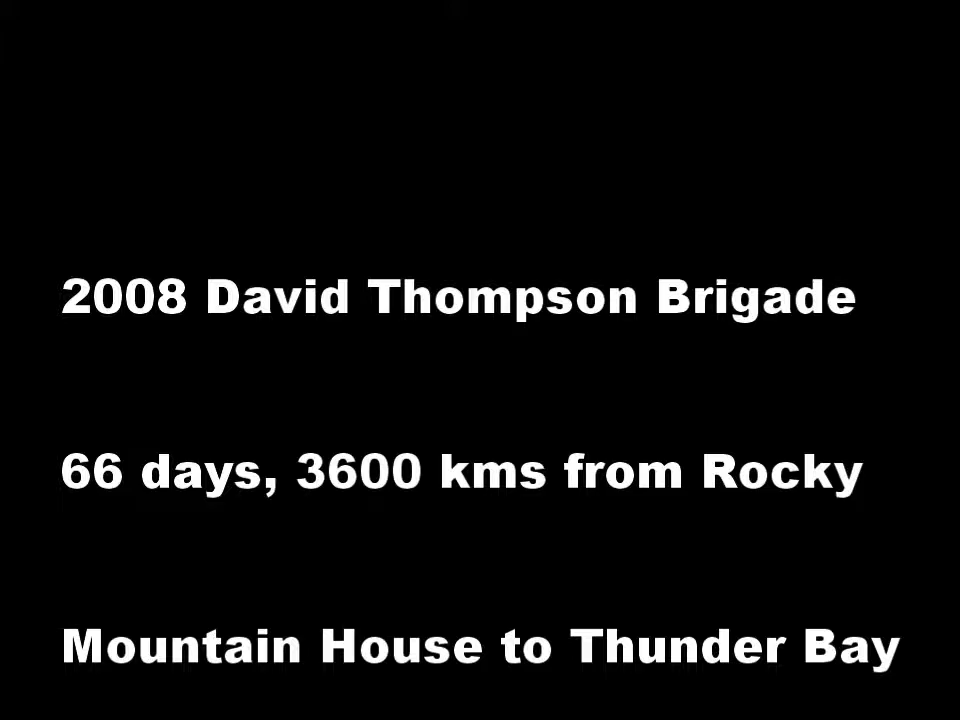 2008 David Thompson Brigade
66 days, 3600 kms from Rocky
Mountain House to Thunder Bay